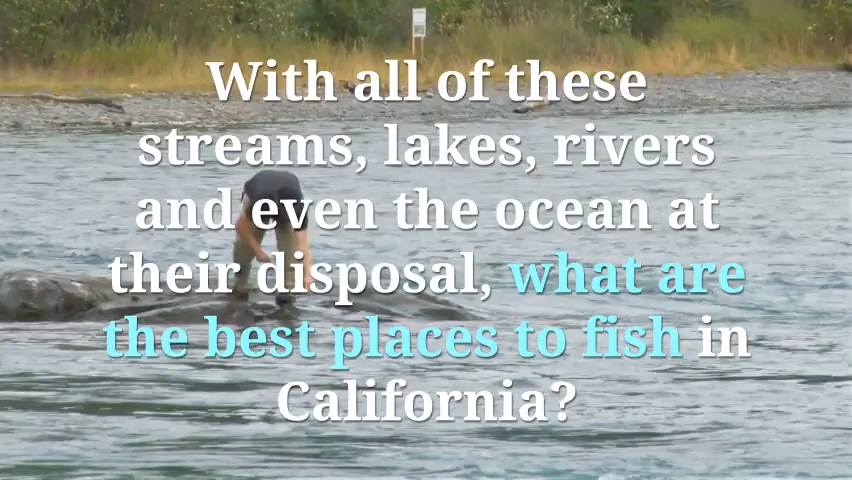 With all of these
streams, lakes, rivers
and even the ocean at
their disposal, what are
the best places to fish in
California?